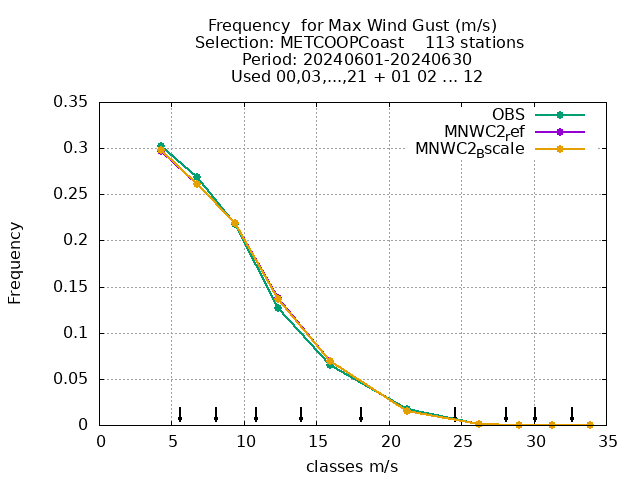 Frequency  for Max Wind Gust (m/s)
Selection: METCOOPCoast    113 stations
Period: 20240601-20240630
Used 00,03,...,21 + 01 02 ... 12
0.35
0.3
0.25
0.2
0.15
0.1
0.05
0
Frequency
OBS
MNWC2ref
MNWC2Bscale
0 5 10 15 20 25 30 35
classes m/s